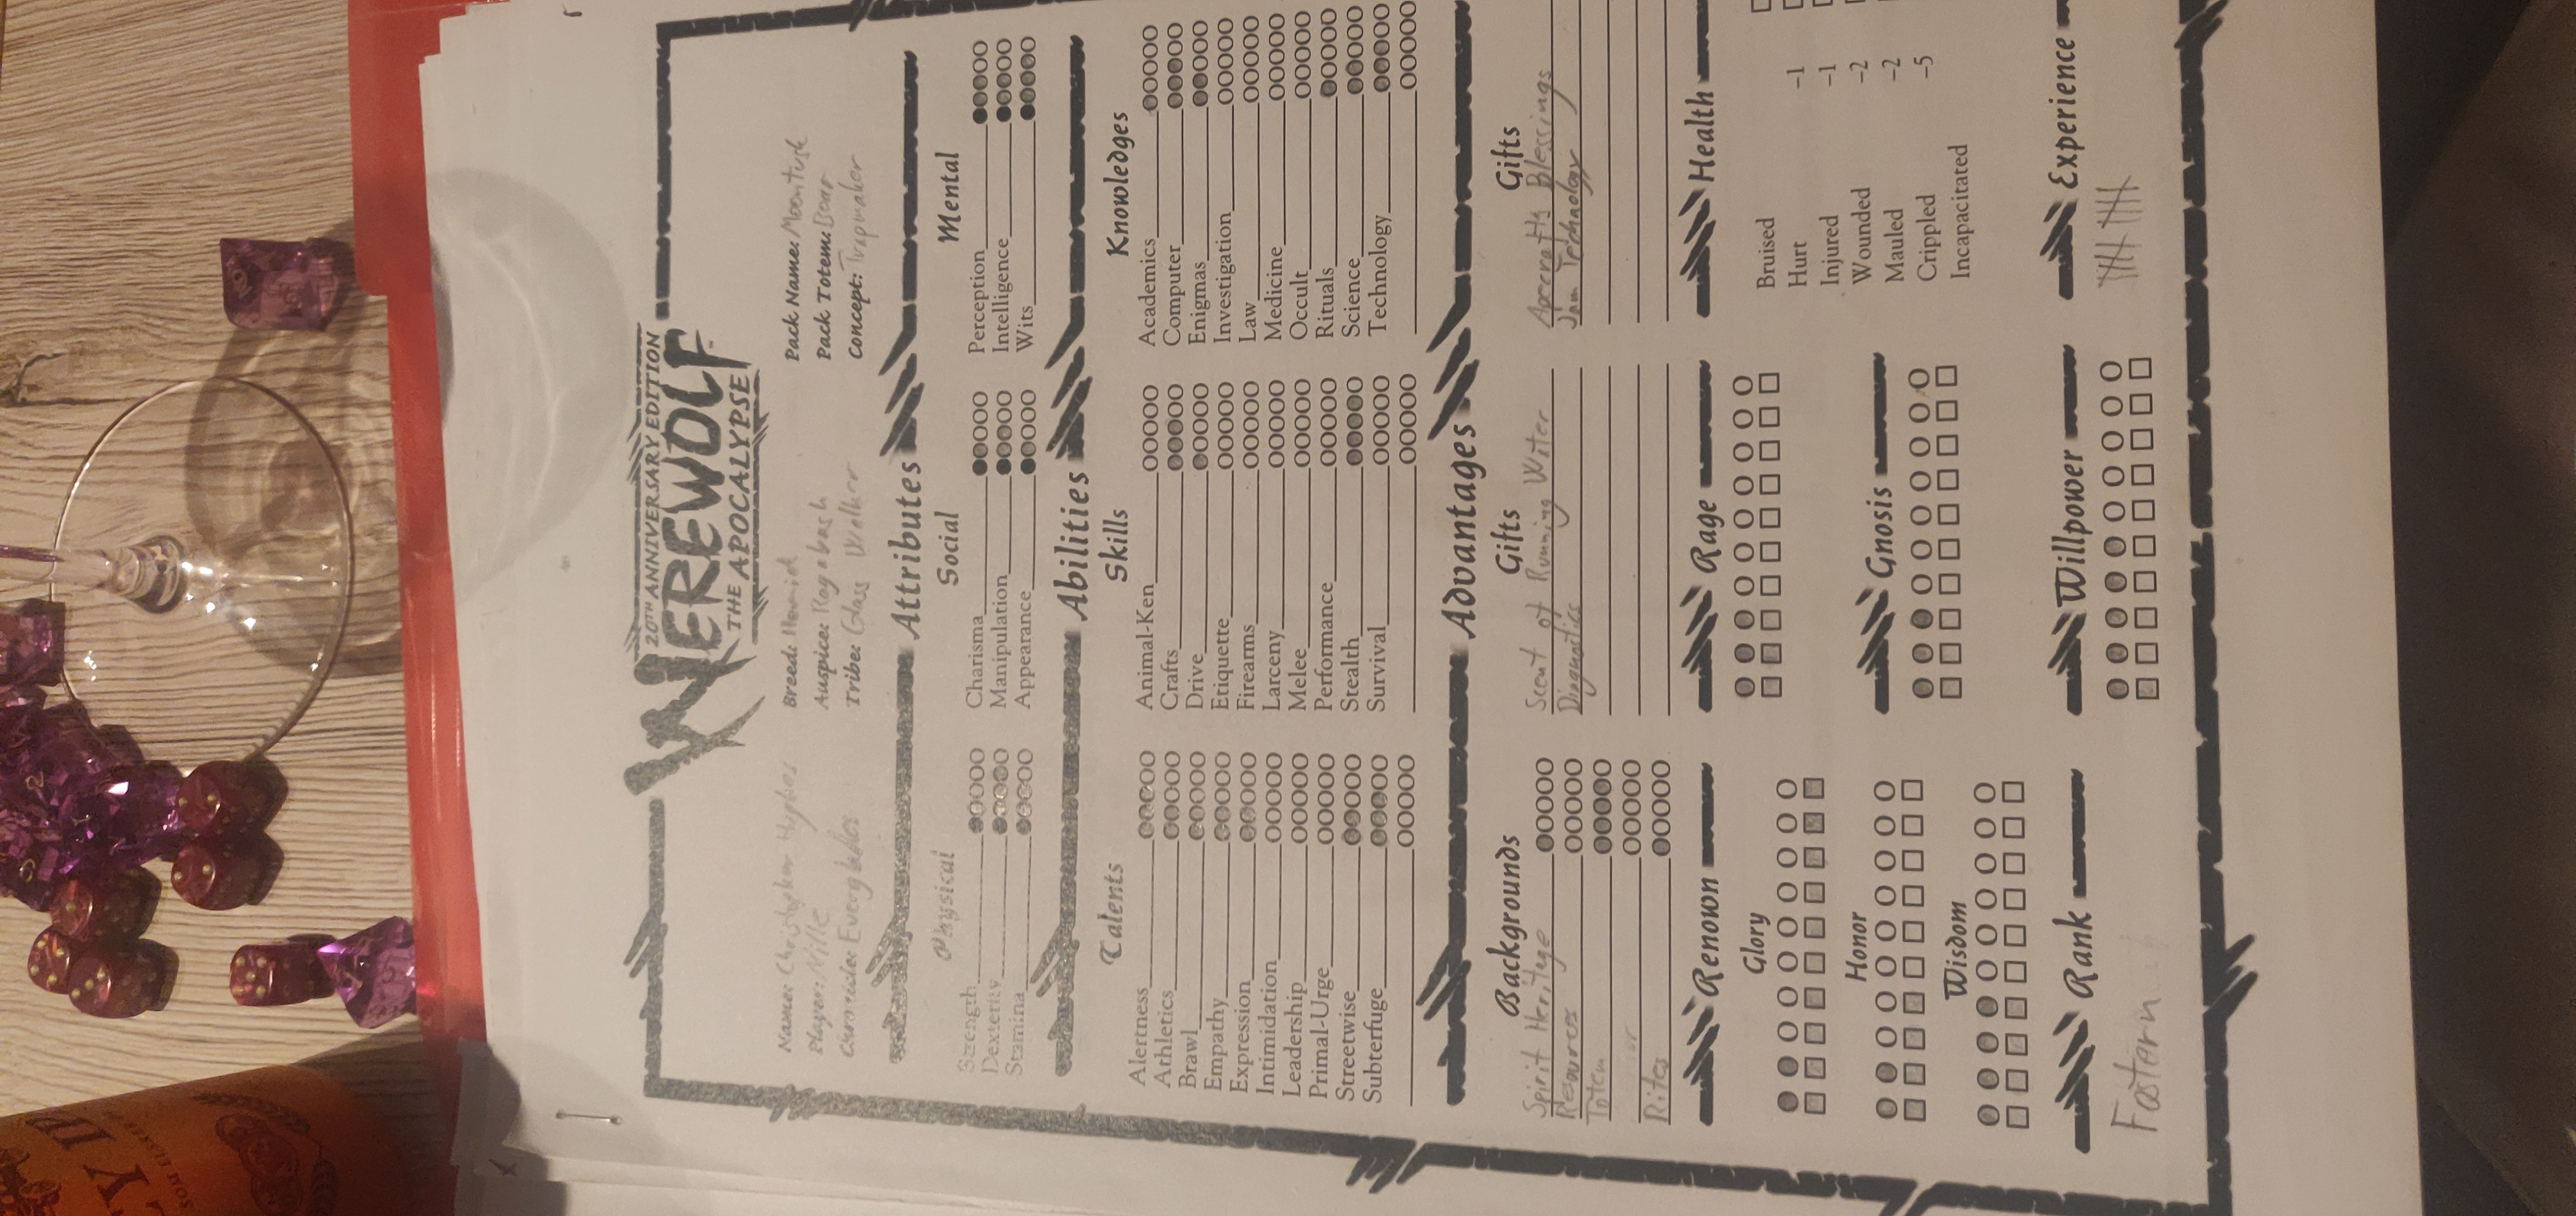 EY
SOM ELSK
20TH ANNIVERSARY EDITION
WEREWOLF
THE APOCALYPSE
Name: Christopher Hughes Breed: Homid Pack Name: Moontusk
Player: Nille Auspice: Ragabash Pack Totem: Boar
Chronicle: Everglades Tribe: Glass Walker Concept: Trapmaker
Attributes
Physical Social Mental
Strength Charisma Perception
Dexterity Manipulation Intelligence
Stamina Appearance Wits
Abilities
Talents Skills Knowledges
Alertness Animal-Ken Academics
Athletics Crafts Computer
Brawl Drive Enigmas
Empathy Etiquette Investigation
Expression Firearms Law
Intimidation Larceny Medicine
Leadership Melee Occult
Primal-Urge Performance Rituals
Streetwise Stealth Science
Subterfuge Survival Technology
Advantages
Backgrounds Gifts Gifts
Spirit Heritage Scent of Running Water Apecraft's Blessings
Resources Diagnostics Jam Technology
Totem
Rites
Renown Rage Health
Glory
Bruised
Hurt -1
Injured -1
Honor Gnosis
Wounded -2
Mauled -2
Crippled -5
Wisdom
Incapacitated
Rank Willpower Experience
Fostern